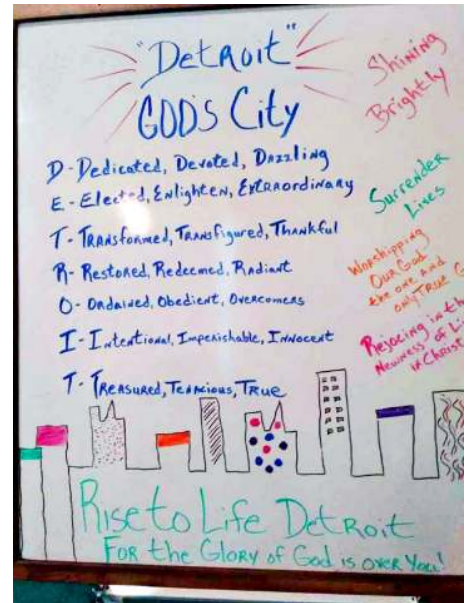 "Detroit"
GOD'S City
D - Dedicated, Devoted, Dazzling
E - Elected, Enlighten, Extraordinary
T - Transformed, Transfigured, Thankful
R - Restored, Redeemed, Radiant
O - Ordained, Obedient, Overcomers
I - Intentional, Imperishable, Innocent
T - Treasured, Tenacious, True
Shining
Brightly
Surrender
Lives
Worshipping
Our God
the one and
only True
Rejocing in
Newness of
in Christ
Rise to Life Detroit
For the Glory of God is over You!